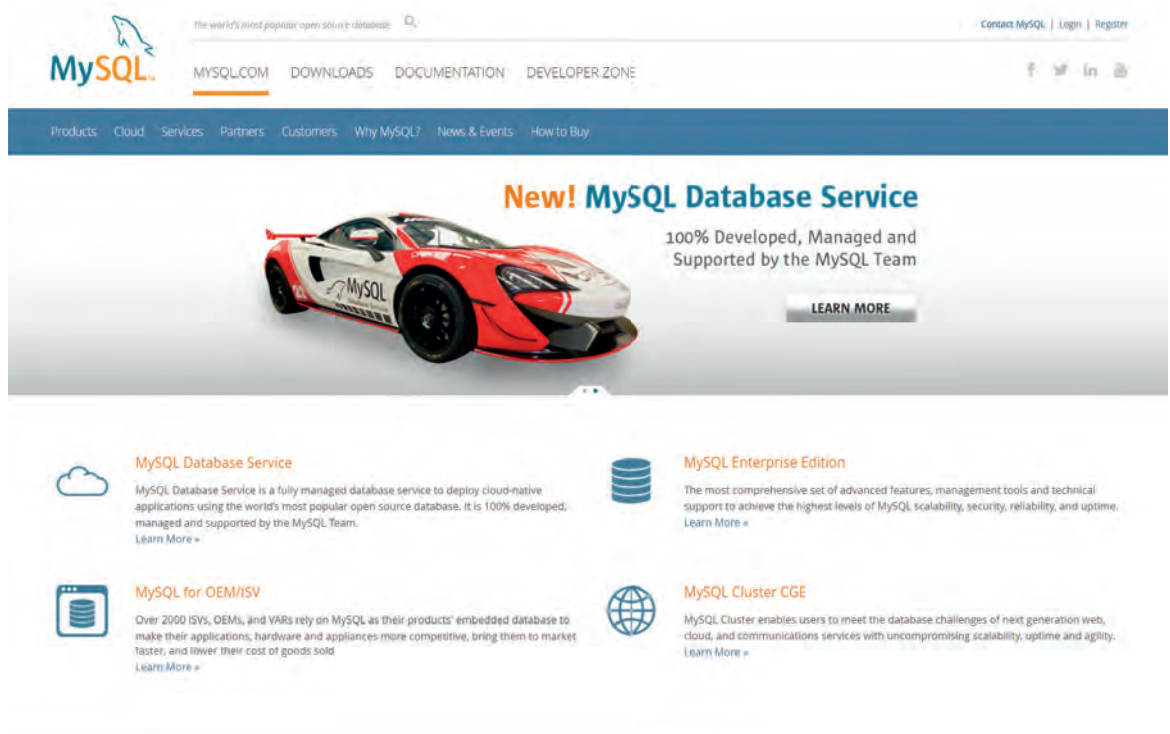 The world's most popular open source database
Contact MySQL | Login | Register
MySQL™
MYSQL.COM DOWNLOADS DOCUMENTATION DEVELOPER ZONE
Products Cloud Services Partners Customers Why MySQL? News & Events How to Buy
New! MySQL Database Service
100% Developed, Managed and
Supported by the MySQL Team
LEARN MORE
MySQL
Database Service
MySQL Database Service
MySQL Database Service is a fully managed database service to deploy cloud-native
applications using the world's most popular open source database. It is 100% developed,
managed and supported by the MySQL Team.
Learn More »
MySQL Enterprise Edition
The most comprehensive set of advanced features, management tools and technical
support to achieve the highest levels of MySQL scalability, security, reliability, and uptime.
Learn More »
MySQL for OEM/ISV
Over 2000 ISVs, OEMs, and VARs rely on MySQL as their products' embedded database to
make their applications, hardware and appliances more competitive, bring them to market
faster, and lower their cost of goods sold
Learn More »
MySQL Cluster CGE
MySQL Cluster enables users to meet the database challenges of next generation web,
cloud, and communications services with uncompromising scalability, uptime and agility.
Learn More »